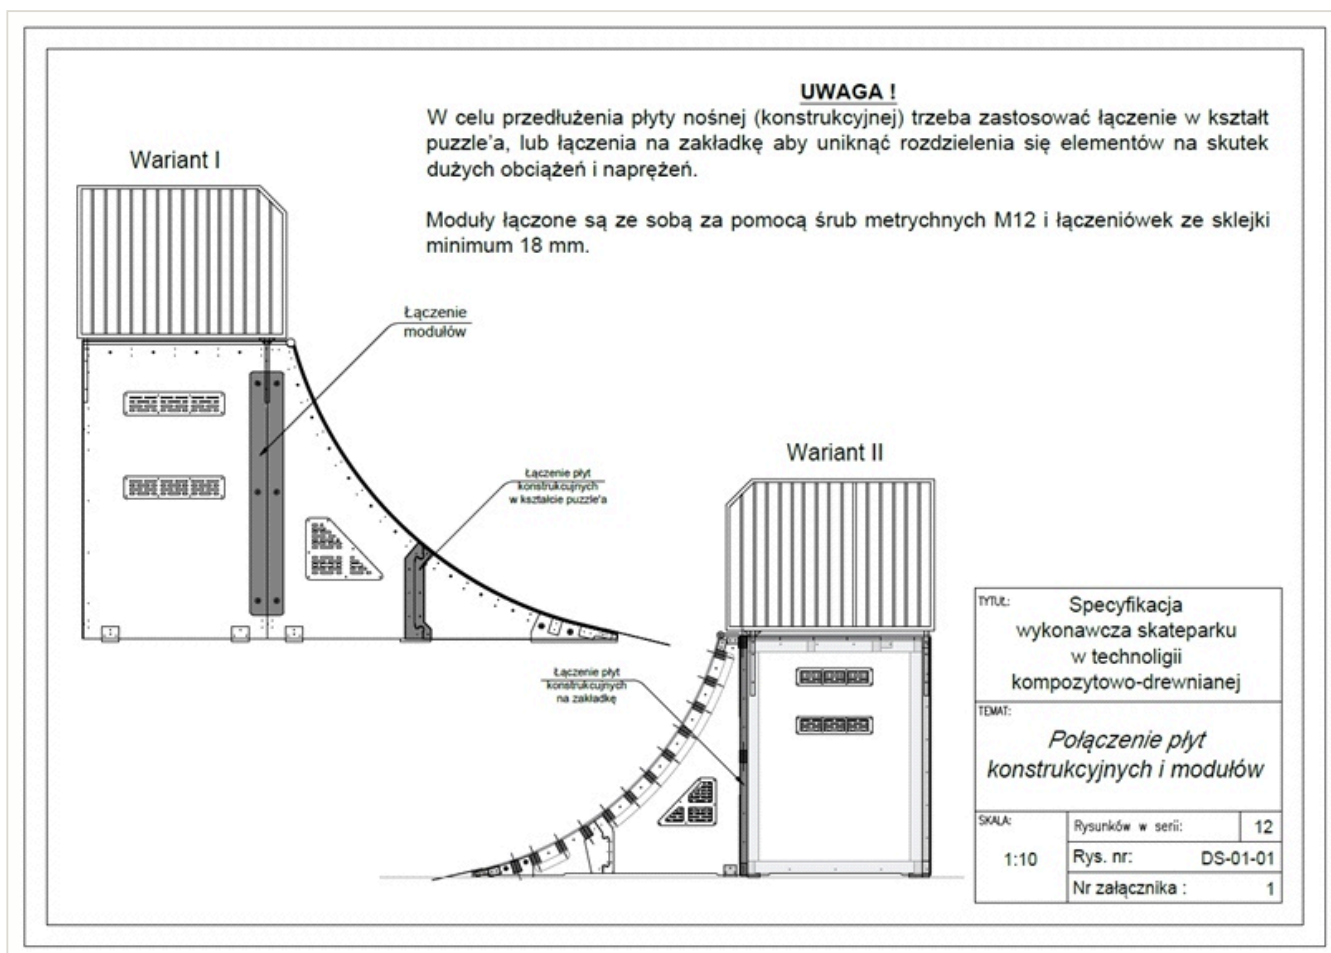 UWAGA !
W celu przedłużenia płyty nośnej (konstrukcyjnej) trzeba zastosować łączenie w kształt
puzzle'a, lub łączenia na zakładkę aby uniknąć rozdzielenia się elementów na skutek
dużych obciążeń i naprężeń.
Moduły łączone są ze sobą za pomocą śrub metrychnych M12 i łączeniówek ze sklejki
minimum 18 mm.
Wariant I
Łączenie
modułów
Łączenie płyt
konstrukcujnych
w kształcie puzzle'a
Wariant II
Łączenie płyt
konstrukcujnych
na zakładkę
TYTUŁ:
Specyfikacja
wykonawcza skateparku
w technoligii
kompozytowo-drewnianej
TEMAT:
Połączenie płyt
konstrukcyjnych i modułów
SKALA:
1:10
Rysunków w serii: 12
Rys. nr: DS-01-01
Nr załącznika : 1